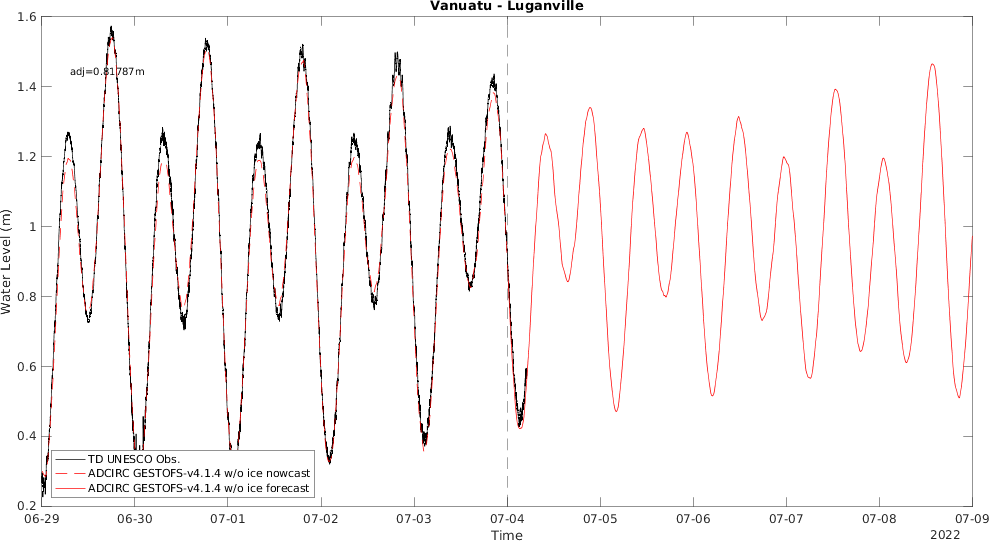 Vanuatu - Luganville
1.6
1.4
1.2
1
0.8
0.6
0.4
0.2
Water Level (m)
adj=0.81787m
TD UNESCO Obs.
ADCIRC GESTOFS-v4.1.4 w/o ice nowcast
ADCIRC GESTOFS-v4.1.4 w/o ice forecast
06-29 06-30 07-01 07-02 07-03 07-04 07-05 07-06 07-07 07-08 07-09
Time
2022